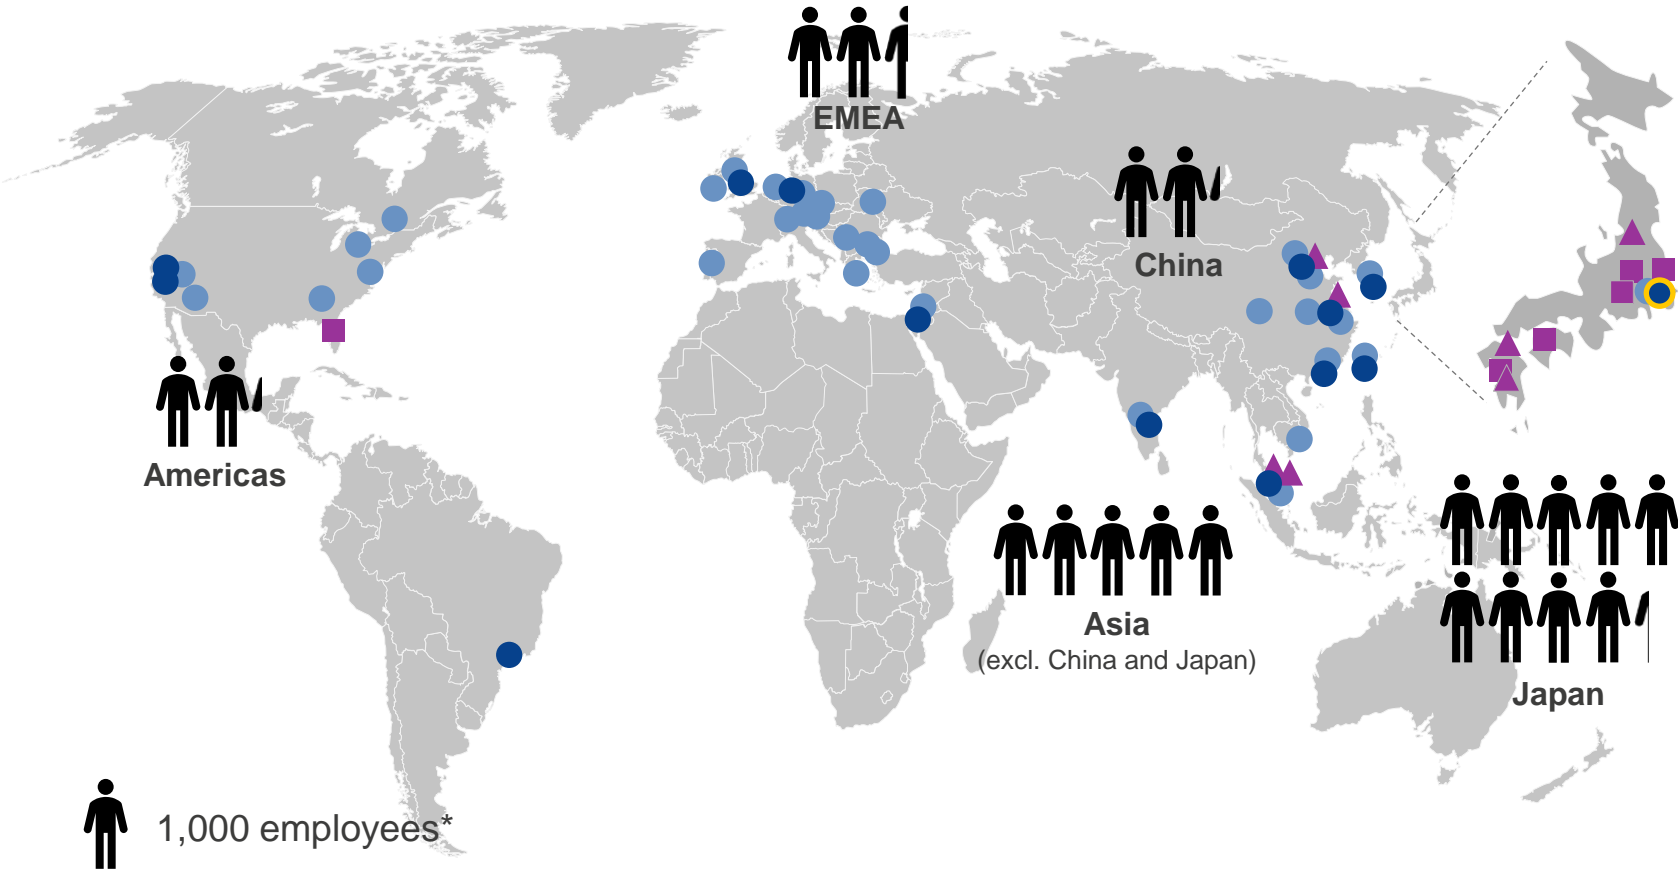 EMEA
China
Americas
Asia
(excl. China and Japan)
Japan
1,000 employees*